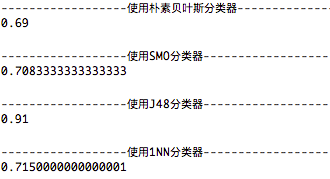 --------------------使用朴素贝叶斯分类器--------------------
0.69
--------------------使用SMO分类器--------------------
0.7083333333333333
--------------------使用J48分类器--------------------
0.91
--------------------使用1NN分类器--------------------
0.7150000000000001